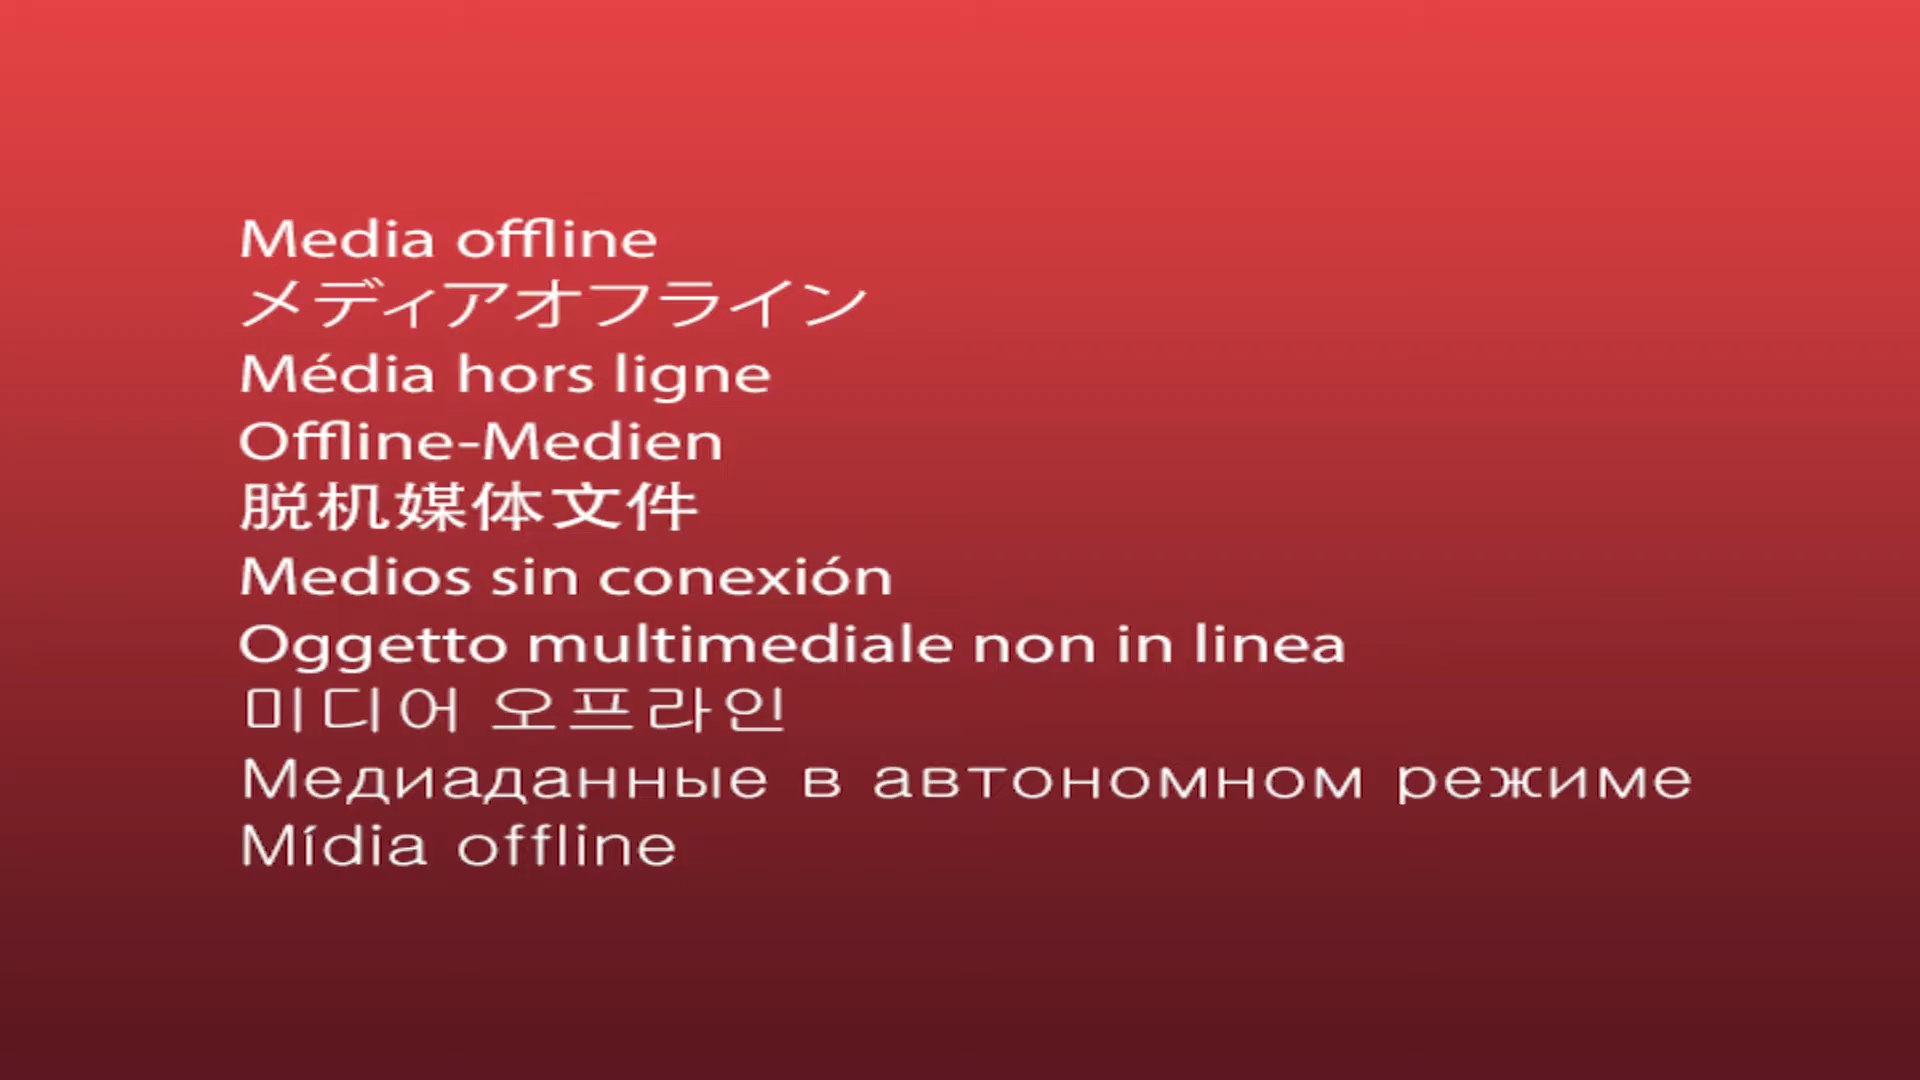 Media offline
メディアオフライン
Média hors ligne
Offline-Medien
脱机媒体文件
Medios sin conexión
Oggetto multimediale non in linea
미디어 오프라인
Медиаданные в автономном режиме
Mídia offline